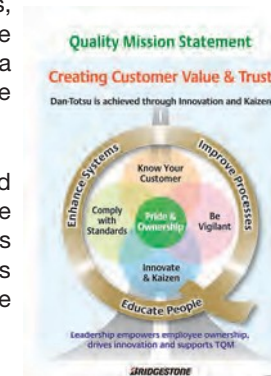 s,
e
a
e
d
e
s
s
e
Quality Mission Statement
Creating Customer Value & Trust
Dan-Totsu is achieved through Innovation and Kaizen
Enhance Systems
Improve Processes
Know Your
Customer
Comply
with
Standards
Pride &
Ownership
Be
Vigilant
Innovate
& Kaizen
Educate People
Leadership empowers employee ownership,
drives innovation and supports TQM
BRIDGESTONE